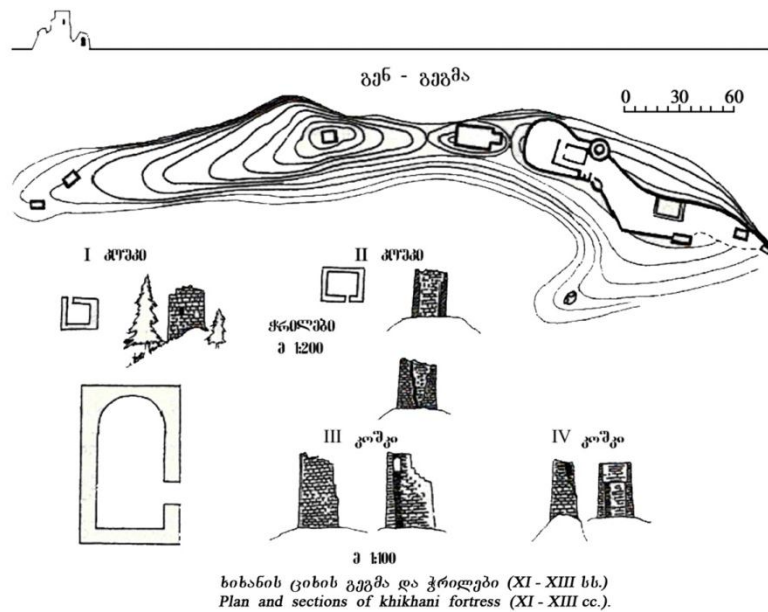 გენ - გეგმა
0 30 60
I კოშკი
II კოშკი
ჭრილები
მ 1:200
III კოშკი
IV კოშკი
მ 1:100
ხიხანის ციხის გეგმა და ჭრილები (XI - XIII სს.)
Plan and sections of khikhani fortress (XI - XIII cc.).